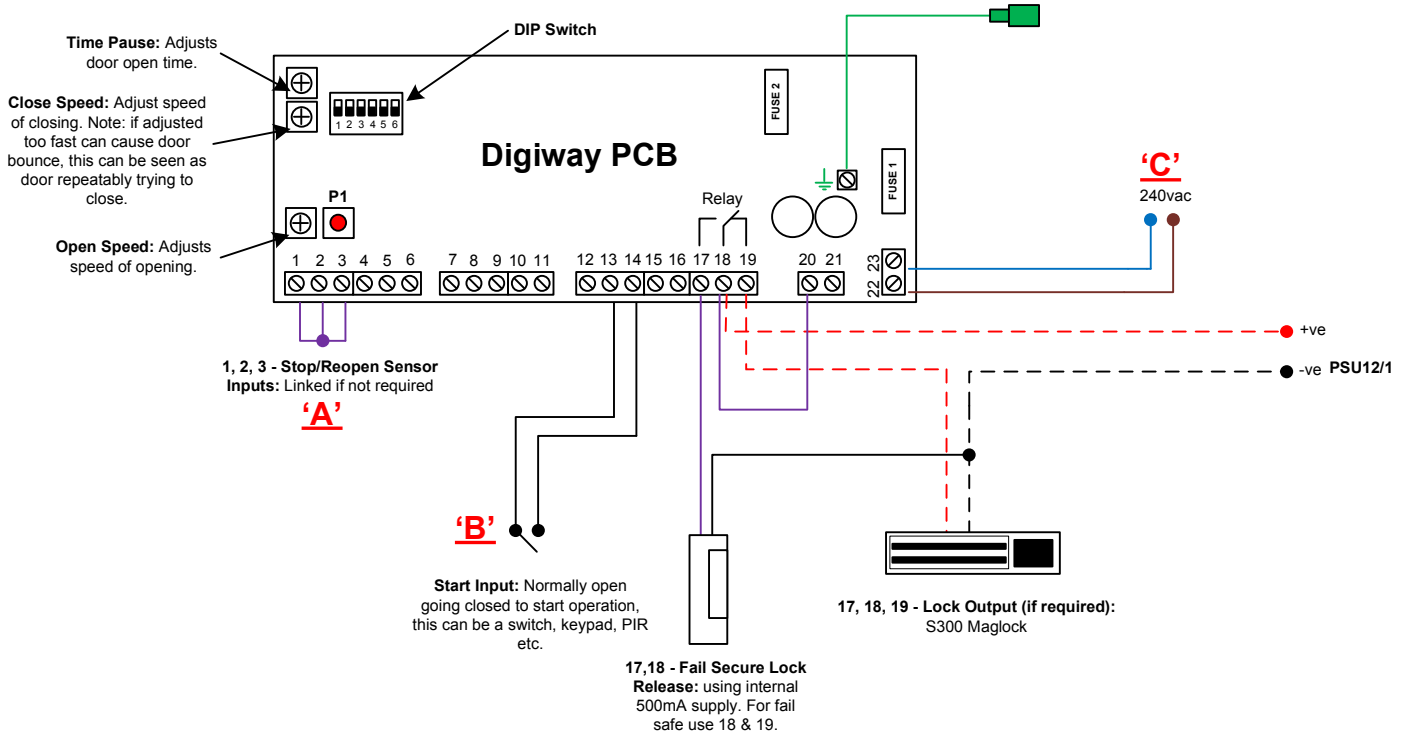 Time Pause: Adjusts
door open time.
Close Speed: Adjust speed
of closing. Note: if adjusted
too fast can cause door
bounce, this can be seen as
door repeatably trying to
close.
Open Speed: Adjusts
speed of opening.
DIP Switch
1 2 3 4 5 6
Digiway PCB
P1
FUSE 2
FUSE 1
Relay
1 2 3 4 5 6
7 8 9 10 11
12 13 14 15 16 17 18 19
20 21
23
22
'C'
240vac
+ve
-ve PSU12/1
1, 2, 3 - Stop/Reopen Sensor
Inputs: Linked if not required
'A'
'B'
Start Input: Normally open
going closed to start operation,
this can be a switch, keypad, PIR
etc.
17,18 - Fail Secure Lock
Release: using internal
500mA supply. For fail
safe use 18 & 19.
17, 18, 19 - Lock Output (if required):
S300 Maglock